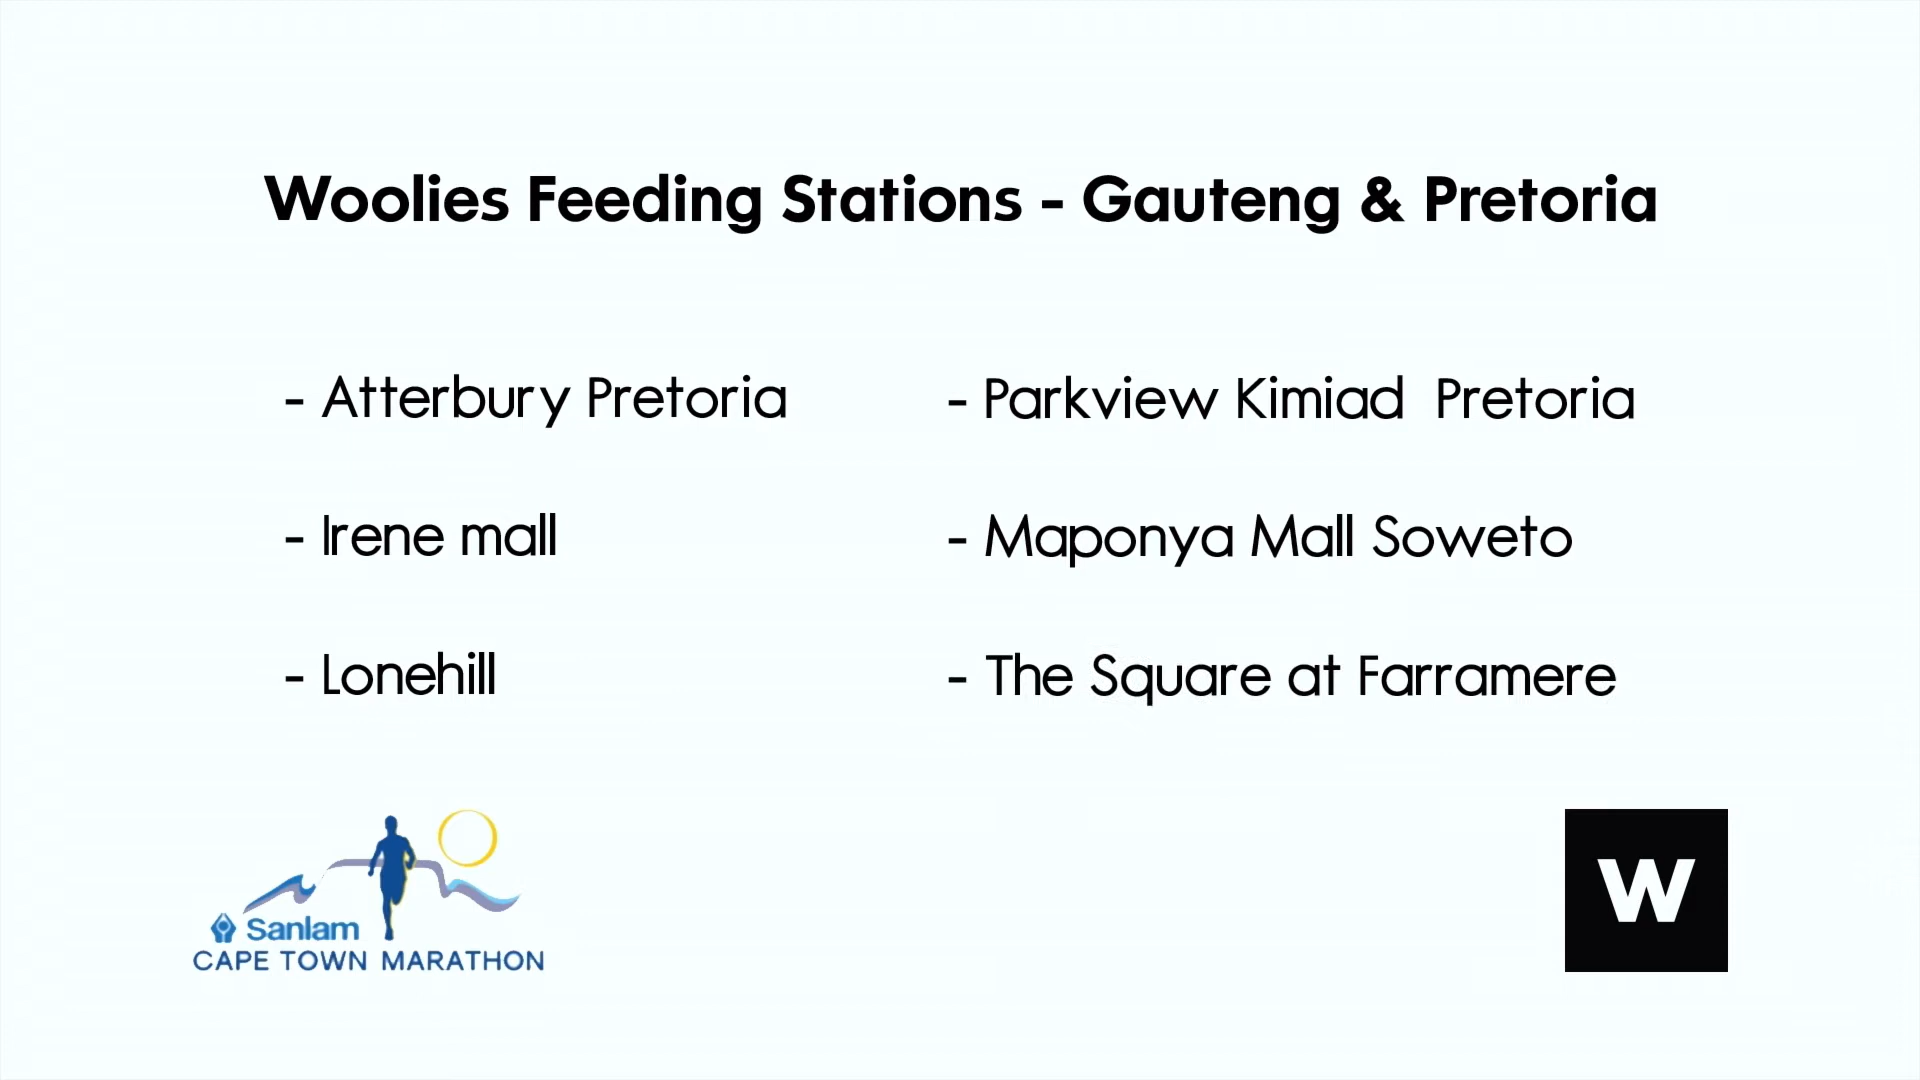 Woolies Feeding Stations - Gauteng & Pretoria
- Atterbury Pretoria
- Irene mall
- Lonehill
- Parkview Kimiad Pretoria
- Maponya Mall Soweto
- The Square at Farramere
Sanlam
CAPE TOWN MARATHON
W